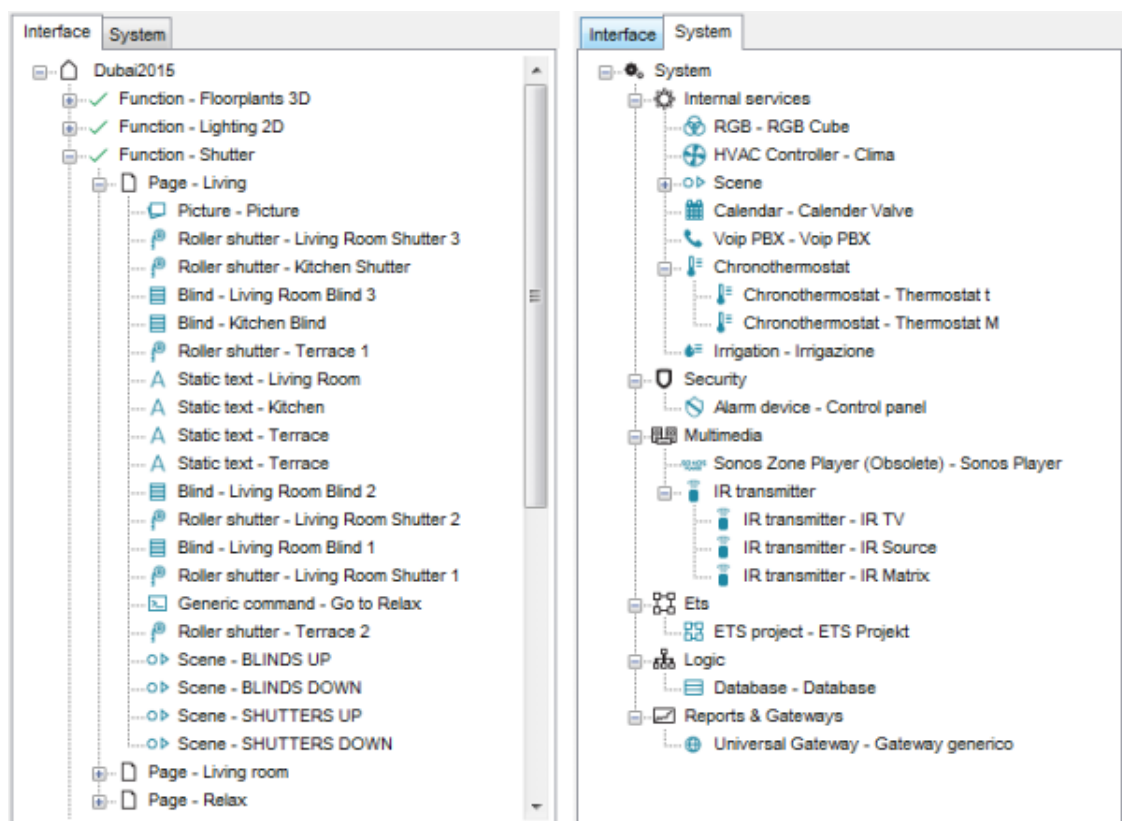 Interface System
Dubai2015
Function - Floorplants 3D
Function - Lighting 2D
Function - Shutter
Page - Living
Picture - Picture
Roller shutter - Living Room Shutter 3
Roller shutter - Kitchen Shutter
Blind - Living Room Blind 3
Blind - Kitchen Blind
Roller shutter - Terrace 1
Static text - Living Room
Static text - Kitchen
Static text - Terrace
Static text - Terrace
Blind - Living Room Blind 2
Roller shutter - Living Room Shutter 2
Blind - Living Room Blind 1
Roller shutter - Living Room Shutter 1
Generic command - Go to Relax
Roller shutter - Terrace 2
Scene - BLINDS UP
Scene - BLINDS DOWN
Scene - SHUTTERS UP
Scene - SHUTTERS DOWN
Page - Living room
Page - Relax
Interface System
System
Internal services
RGB - RGB Cube
HVAC Controller - Clima
Scene
Calendar - Calender Valve
Voip PBX - Voip PBX
Chronothermostat
Chronothermostat - Thermostat t
Chronothermostat - Thermostat M
Irrigation - Irrigazione
Security
Alarm device - Control panel
Multimedia
Sonos Zone Player (Obsolete) - Sonos Player
IR transmitter
IR transmitter - IR TV
IR transmitter - IR Source
IR transmitter - IR Matrix
Ets
ETS project - ETS Projekt
Logic
Database - Database
Reports & Gateways
Universal Gateway - Gateway generico